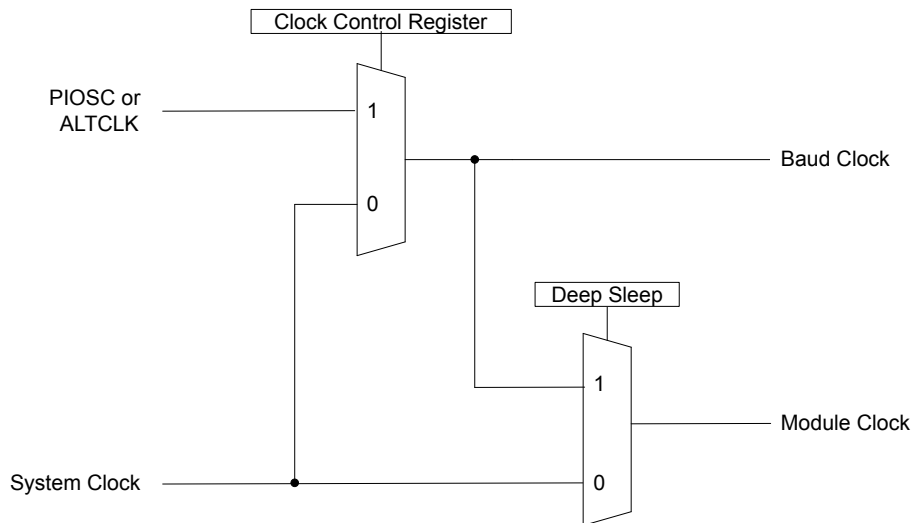 Clock Control Register
PIOSC or
ALTCLK
1
Baud Clock
0
Deep Sleep
1
Module Clock
System Clock
0